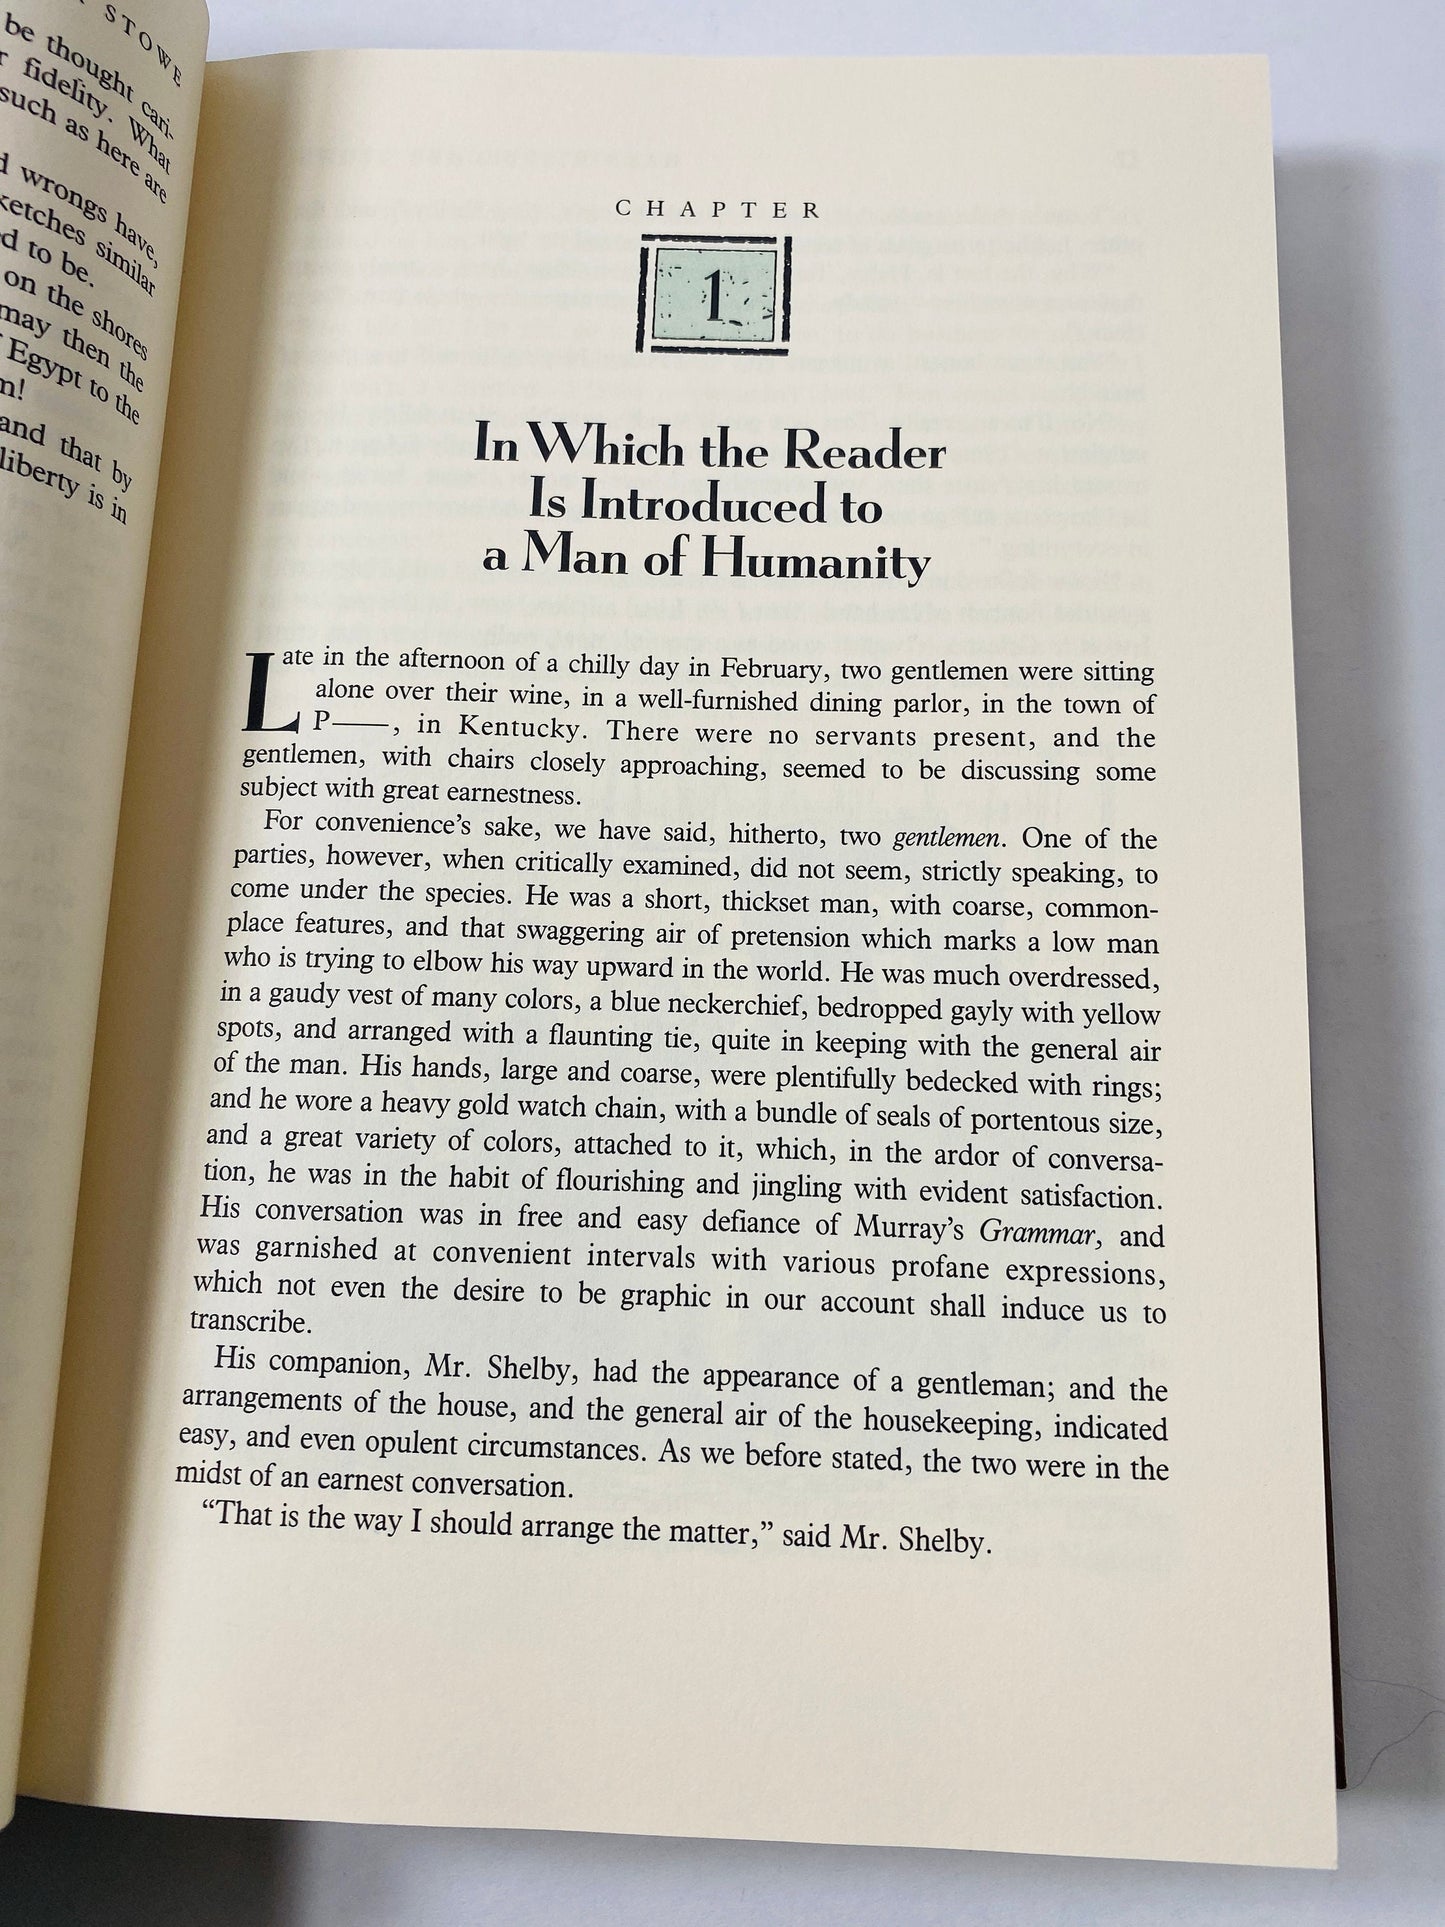 STOWE
be thought cari-
fidelity. What
such as here are
wrongs have,
sketches similar
to be.
on the shores
may then the
Egypt to the
and that by
liberty is in
CHAPTER
1
In Which the Reader
Is Introduced to
a Man of Humanity
Late in the afternoon of a chilly day in February, two gentlemen were sitting
alone over their wine, in a well-furnished dining parlor, in the town of
P——, in Kentucky. There were no servants present, and the
gentlemen, with chairs closely approaching, seemed to be discussing some
subject with great earnestness.
For convenience’s sake, we have said, hitherto, two gentlemen. One of the
parties, however, when critically examined, did not seem, strictly speaking, to
come under the species. He was a short, thickset man, with coarse, common-
place features, and that swaggering air of pretension which marks a low man
who is trying to elbow his way upward in the world. He was much overdressed,
in a gaudy vest of many colors, a blue neckerchief, bedropped gayly with yellow
spots, and arranged with a flaunting tie, quite in keeping with the general air
of the man. His hands, large and coarse, were plentifully bedecked with rings;
and he wore a heavy gold watch chain, with a bundle of seals of portentous size,
and a great variety of colors, attached to it, which, in the ardor of conversa-
tion, he was in the habit of flourishing and jingling with evident satisfaction.
His conversation was in free and easy defiance of Murray’s Grammar, and
was garnished at convenient intervals with various profane expressions,
which not even the desire to be graphic in our account shall induce us to
transcribe.
His companion, Mr. Shelby, had the appearance of a gentleman; and the
arrangements of the house, and the general air of the housekeeping, indicated
easy, and even opulent circumstances. As we before stated, the two were in the
midst of an earnest conversation.
“That is the way I should arrange the matter,” said Mr. Shelby.